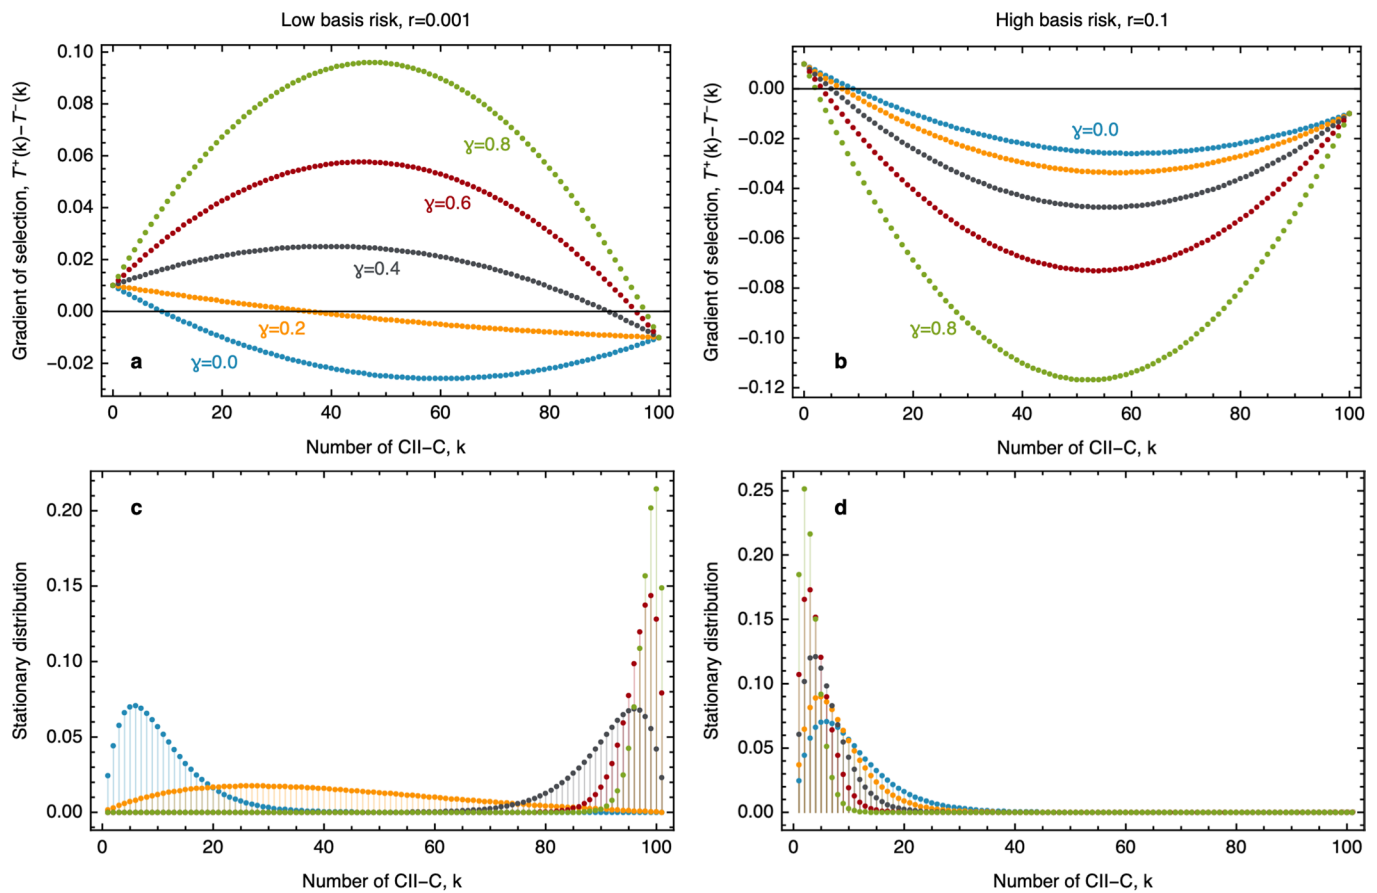 Low basis risk, r=0.001
High basis risk, r=0.1
Gradient of selection, T⁺(k)−T⁻(k)
0.10
0.08
0.06
0.04
0.02
0.00
−0.02
ɣ=0.8
ɣ=0.6
ɣ=0.4
ɣ=0.2
ɣ=0.0
a
0 20 40 60 80 100
Number of CII−C, k
Gradient of selection, T⁺(k)−T⁻(k)
0.00
−0.02
−0.04
−0.06
−0.08
−0.10
−0.12
ɣ=0.0
ɣ=0.8
b
0 20 40 60 80 100
Number of CII−C, k
Stationary distribution
0.20
0.15
0.10
0.05
0.00
c
0 20 40 60 80 100
Number of CII−C, k
Stationary distribution
0.25
0.20
0.15
0.10
0.05
0.00
d
0 20 40 60 80 100
Number of CII−C, k